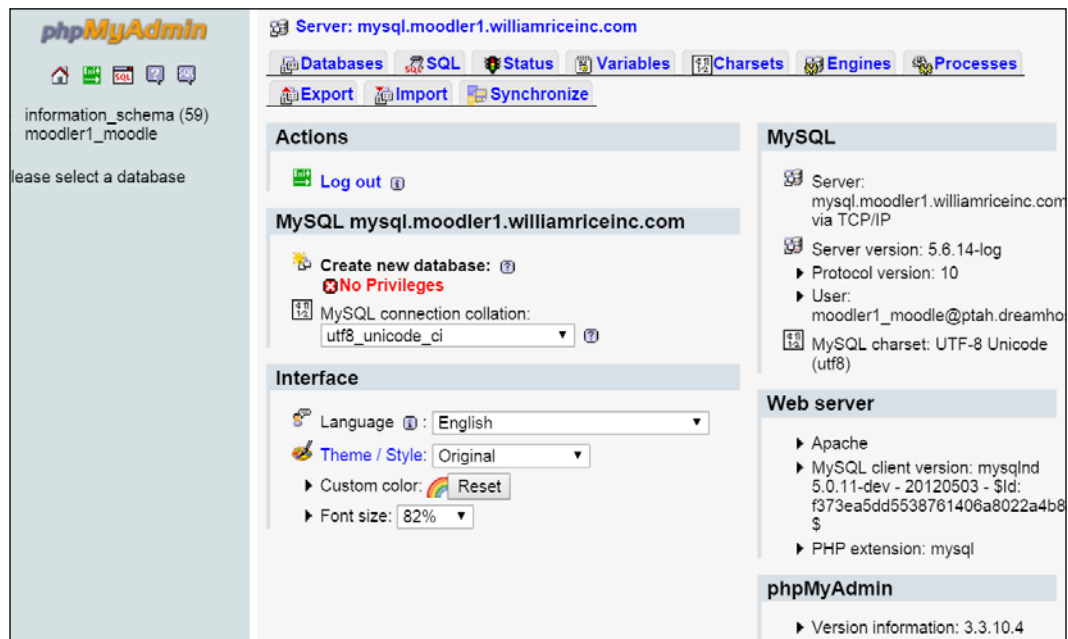 phpMyAdmin
information_schema (59)
moodler1_moodle
lease select a database
Server: mysql.moodler1.williamriceinc.com
Databases SQL Status Variables Charsets Engines Processes
Export Import Synchronize
Actions
Log out
MySQL mysql.moodler1.williamriceinc.com
Create new database:
No Privileges
MySQL connection collation:
utf8_unicode_ci
Interface
Language : English
Theme / Style: Original
Custom color: Reset
Font size: 82%
MySQL
Server:
mysql.moodler1.williamriceinc.com
via TCP/IP
Server version: 5.6.14-log
Protocol version: 10
User:
moodler1_moodle@ptah.dreamhos
MySQL charset: UTF-8 Unicode
(utf8)
Web server
Apache
MySQL client version: mysqlnd
5.0.11-dev - 20120503 - $Id:
f373ea5dd5538761406a8022a4b8
$
PHP extension: mysql
phpMyAdmin
Version information: 3.3.10.4